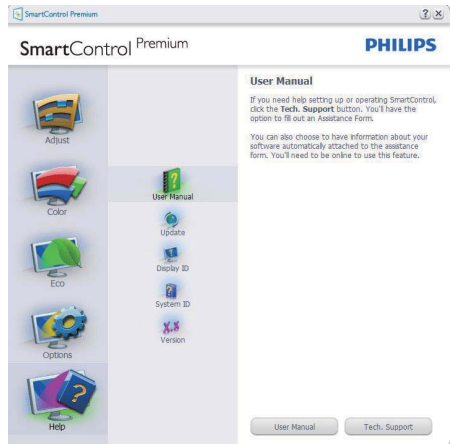 SmartControl Premium
? X
SmartControl Premium
PHILIPS
Adjust
Color
Eco
Options
Help
User Manual
Update
Display ID
System ID
X.X
Version
User Manual
If you need help setting up or operating SmartControl,
click the Tech. Support button. You'll have the
option to fill out an Assistance Form.
You can also choose to have information about your
software automatically attached to the assistance
form. You'll need to be online to use this feature.
User Manual
Tech. Support